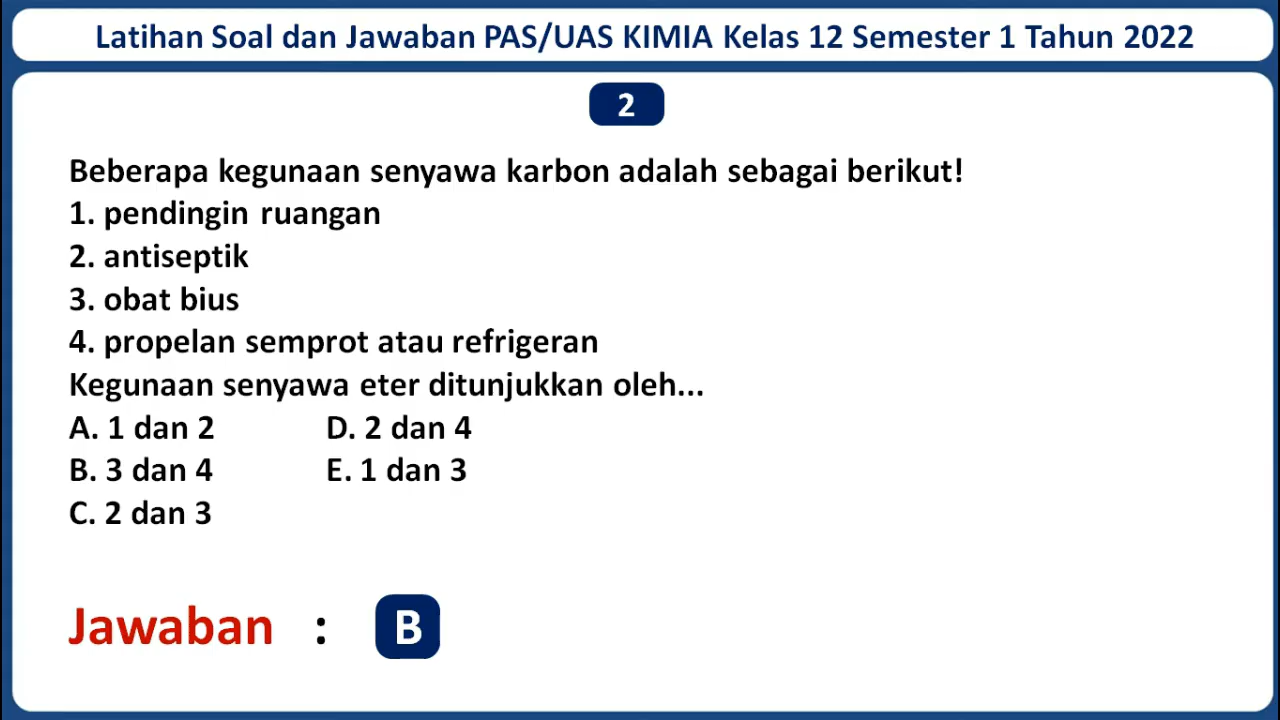 Latihan Soal dan Jawaban PAS/UAS KIMIA Kelas 12 Semester 1 Tahun 2022
2
Beberapa kegunaan senyawa karbon adalah sebagai berikut!
1. pendingin ruangan
2. antiseptik
3. obat bius
4. propelan semprot atau refrigeran
Kegunaan senyawa eter ditunjukkan oleh...
A. 1 dan 2 D. 2 dan 4
B. 3 dan 4 E. 1 dan 3
C. 2 dan 3
Jawaban : B